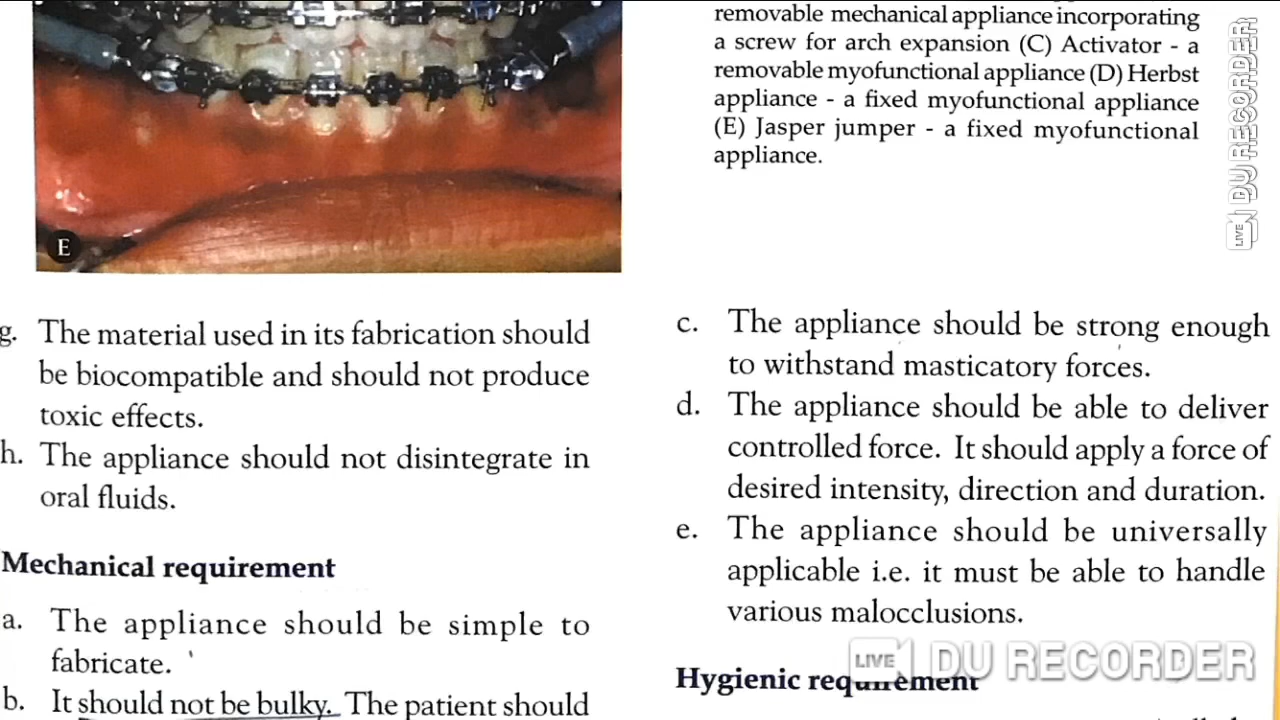 removable mechanical appliance incorporating
a screw for arch expansion (C) Activator - a
removable myofunctional appliance (D) Herbst
appliance - a fixed myofunctional appliance
(E) Jasper jumper - a fixed myofunctional
appliance.
E
g. The material used in its fabrication should
be biocompatible and should not produce
toxic effects.
h. The appliance should not disintegrate in
oral fluids.
Mechanical requirement
a. The appliance should be simple to
fabricate.
b. It should not be bulky. The patient should
c. The appliance should be strong enough
to withstand masticatory forces.
d. The appliance should be able to deliver
controlled force. It should apply a force of
desired intensity, direction and duration.
e. The appliance should be universally
applicable i.e. it must be able to handle
various malocclusions.
Hygienic requirement
LIVE DU RECORDER
LIVE DU RECORDER